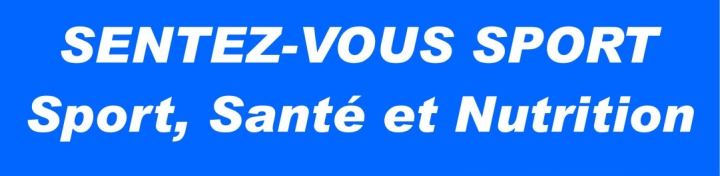 SENTEZ-VOUS SPORT
Sport, Santé et Nutrition